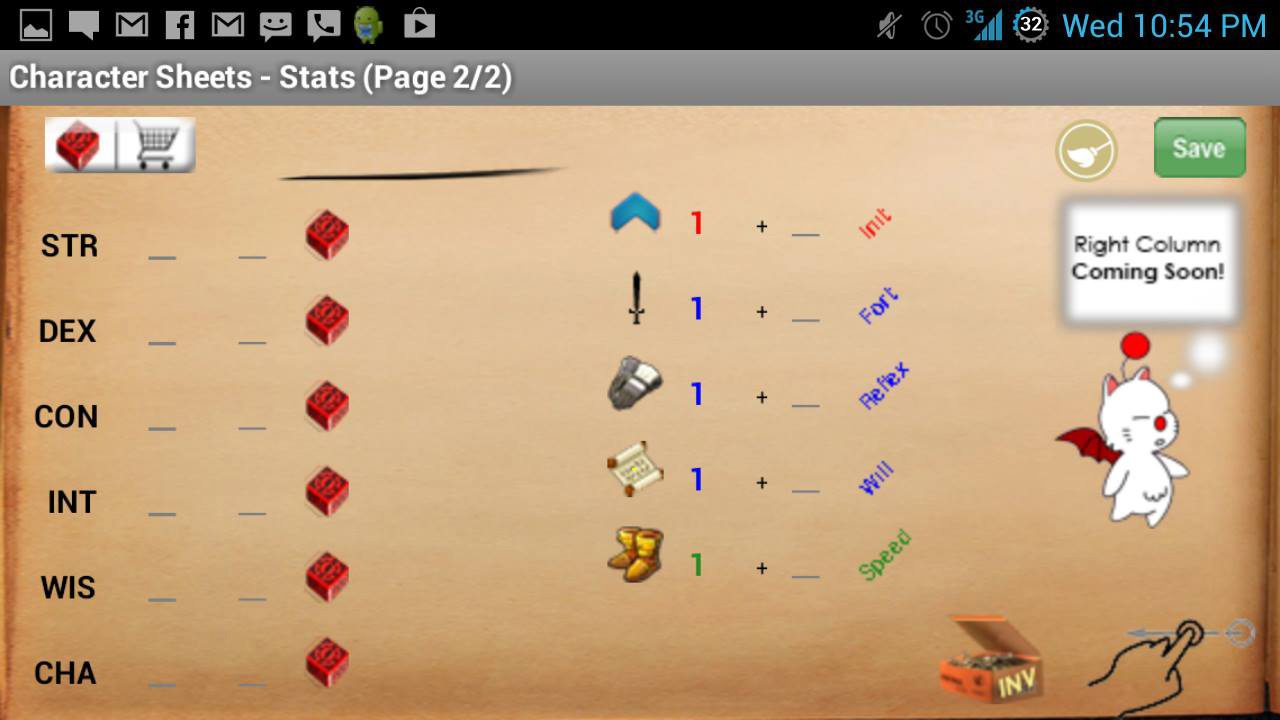 3G 32 Wed 10:54 PM
Character Sheets - Stats (Page 2/2)
Save
Right Column
Coming Soon!
STR
DEX
CON
INT
WIS
CHA
1 + Init
1 + Fort
1 + Reflex
1 + Will
1 + Speed
INV